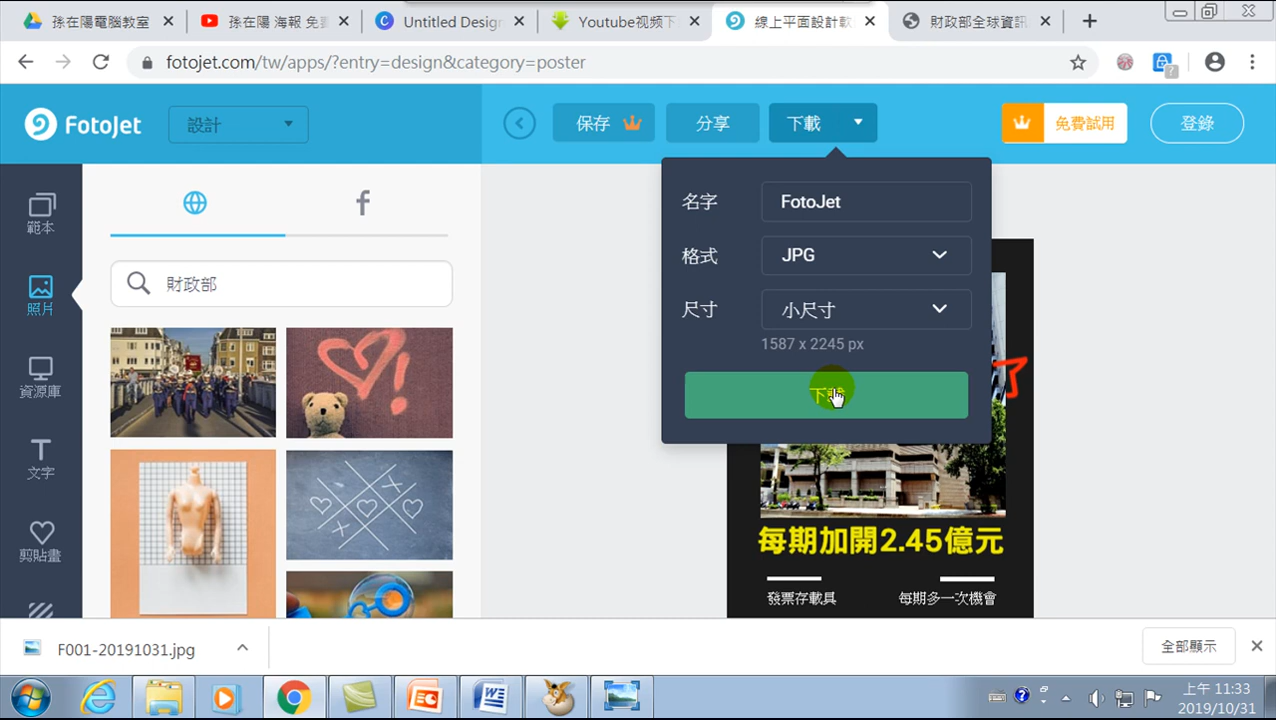 孫在陽電腦教室
孫在陽 海報 免費
Untitled Design
Youtube视频下
線上平面設計軟
財政部全球資訊
fotojet.com/tw/apps/?entry=design&category=poster
FotoJet
設計
保存
分享
下載
免費試用
登錄
範本
照片
資源庫
文字
剪貼畫
財政部
名字
FotoJet
格式
JPG
尺寸
小尺寸
1587 x 2245 px
下載
每期加開2.45億元
發票存載具
每期多一次機會
F001-20191031.jpg
全部顯示
上午 11:33
2019/10/31